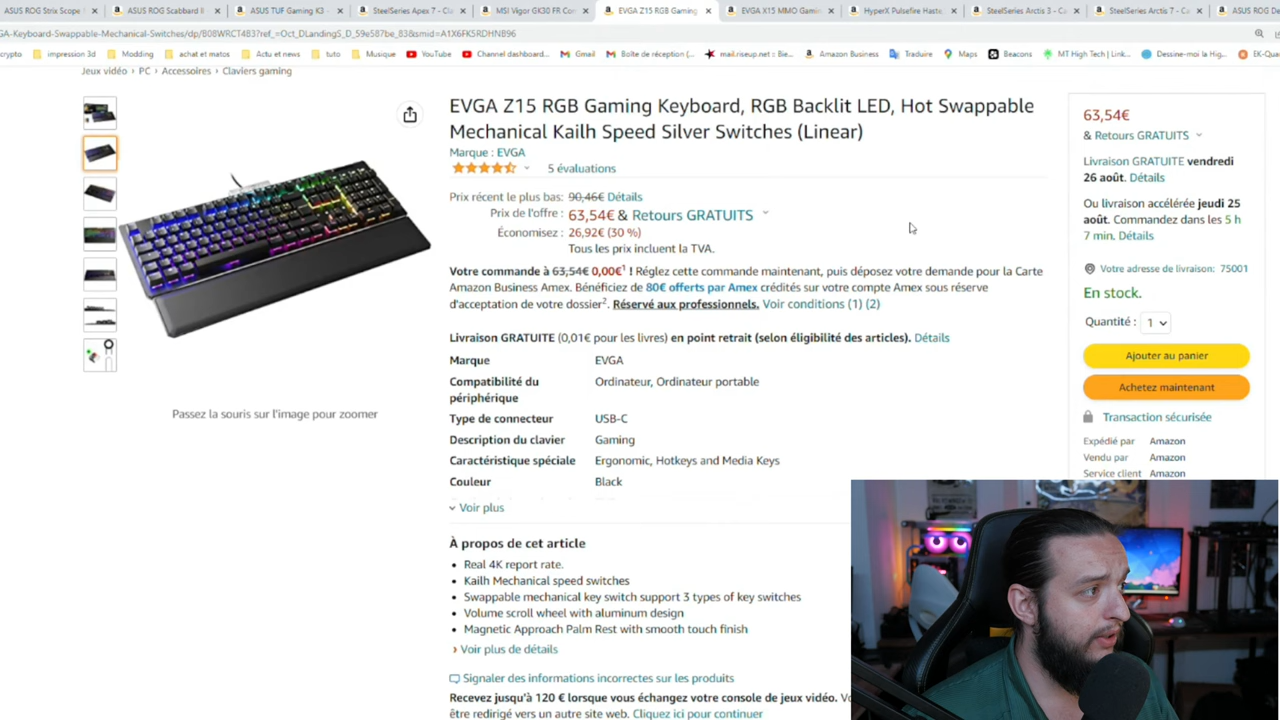 ASUS ROG Strix Scope
ASUS ROG Scabbard II
ASUS TUF Gaming K3 -
SteelSeries Apex 7 - Cl
MSI Vigor GK30 FR Co
EVGA Z15 RGB Gaming
EVGA X15 MMO Gamin
HyperX Pulsefire Haste
SteelSeries Arctis 3 - Ca
SteelSeries Arctis 7 - C
ASUS ROG De
GA-Keyboard-Swappable-Mechanical-Switches/dp/B08WRCT483?ref_=Oct_DLandingS_D_59e587be_83&smid=A1X6FK5RDHNB96
crypto
impression 3d
Modding
achat et matos
Actu et news
tuto
Musique
YouTube
Channel dashboard...
Gmail
Boîte de réception (...
mail.riseup.net : Bie...
Amazon Business
Traduire
Maps
Beacons
MT High Tech | Link...
Dessine-moi la Hig...
EK-Qua
Jeux vidéo › PC › Accessoires › Claviers gaming
EVGA Z15 RGB Gaming Keyboard, RGB Backlit LED, Hot Swappable
Mechanical Kailh Speed Silver Switches (Linear)
Marque : EVGA
5 évaluations
Prix récent le plus bas: 90,46€ Détails
Prix de l'offre : 63,54€ & Retours GRATUITS
Économisez : 26,92€ (30 %)
Tous les prix incluent la TVA.
Votre commande à 63,54€ 0,00€¹ ! Réglez cette commande maintenant, puis déposez votre demande pour la Carte
Amazon Business Amex. Bénéficiez de 80€ offerts par Amex crédités sur votre compte Amex sous réserve
d'acceptation de votre dossier². Réservé aux professionnels. Voir conditions (1) (2)
Livraison GRATUITE (0,01€ pour les livres) en point retrait (selon éligibilité des articles). Détails
Marque EVGA
Compatibilité du périphérique Ordinateur, Ordinateur portable
Type de connecteur USB-C
Description du clavier Gaming
Caractéristique spéciale Ergonomic, Hotkeys and Media Keys
Couleur Black
Voir plus
À propos de cet article
• Real 4K report rate.
• Kailh Mechanical speed switches
• Swappable mechanical key switch support 3 types of key switches
• Volume scroll wheel with aluminum design
• Magnetic Approach Palm Rest with smooth touch finish
› Voir plus de détails
Signaler des informations incorrectes sur les produits
Recevez jusqu'à 120 € lorsque vous échangez votre console de jeux vidéo. Vo
être redirigé vers un autre site web. Cliquez ici pour continuer
Passez la souris sur l'image pour zoomer
63,54€
& Retours GRATUITS
Livraison GRATUITE vendredi
26 août. Détails
Ou livraison accélérée jeudi 25
août. Commandez dans les 5 h
7 min. Détails
Votre adresse de livraison: 75001
En stock.
Quantité : 1
Ajouter au panier
Achetez maintenant
Transaction sécurisée
Expédié par Amazon
Vendu par Amazon
Service client Amazon